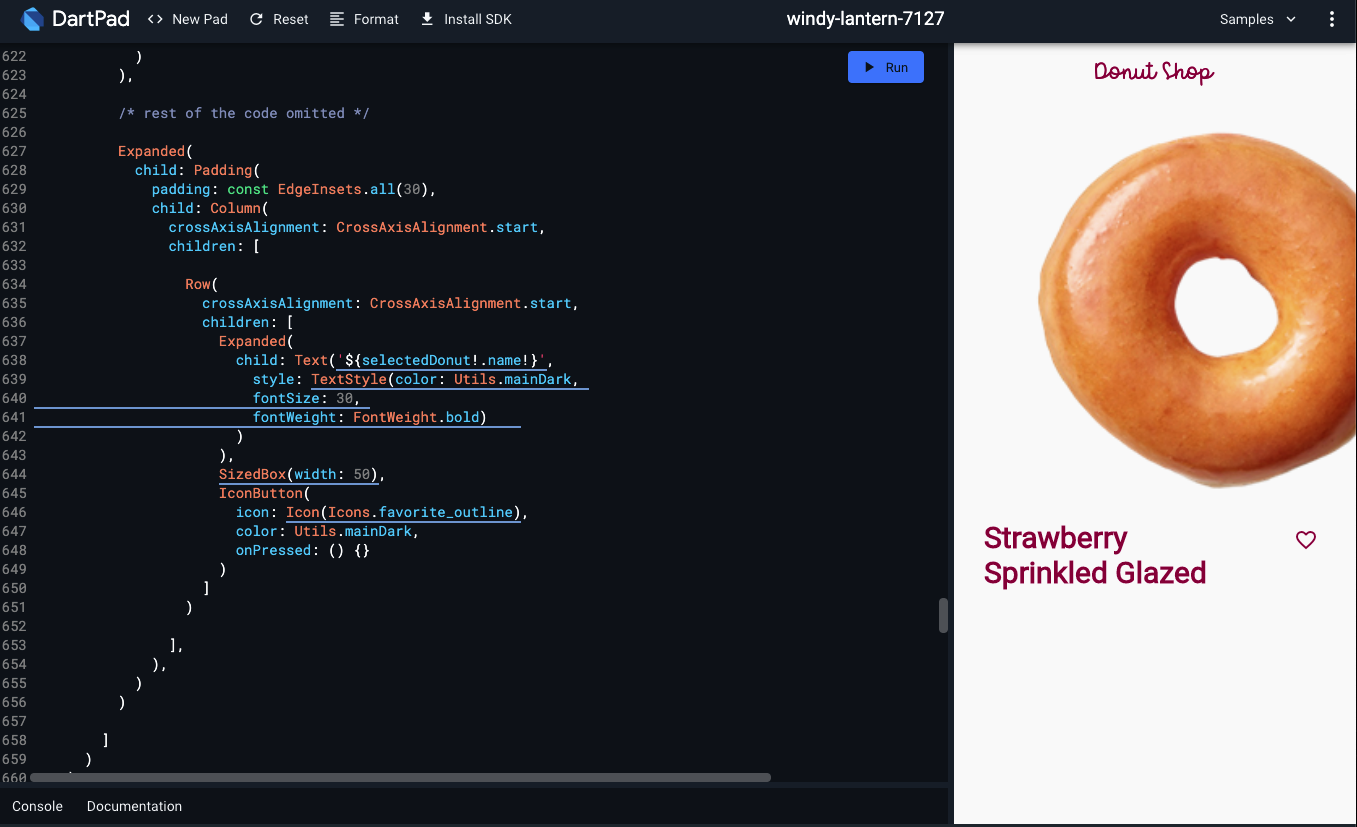 DartPad
New Pad
Reset
Format
Install SDK
windy-lantern-7127
Samples
Run
622 )
623 ),
624
625 /* rest of the code omitted */
626
627 Expanded(
628 child: Padding(
629 padding: const EdgeInsets.all(30),
630 child: Column(
631 crossAxisAlignment: CrossAxisAlignment.start,
632 children: [
633
634 Row(
635 crossAxisAlignment: CrossAxisAlignment.start,
636 children: [
637 Expanded(
638 child: Text('${selectedDonut!.name!}',
639 style: TextStyle(color: Utils.mainDark,
640 fontSize: 30,
641 fontWeight: FontWeight.bold)
642 )
643 ),
644 SizedBox(width: 50),
645 IconButton(
646 icon: Icon(Icons.favorite_outline),
647 color: Utils.mainDark,
648 onPressed: () {}
649 )
650 ]
651 )
652
653 ],
654 ),
655 )
656 )
657
658 ]
659 )
660
Console
Documentation
Donut Shop
Strawberry
Sprinkled Glazed